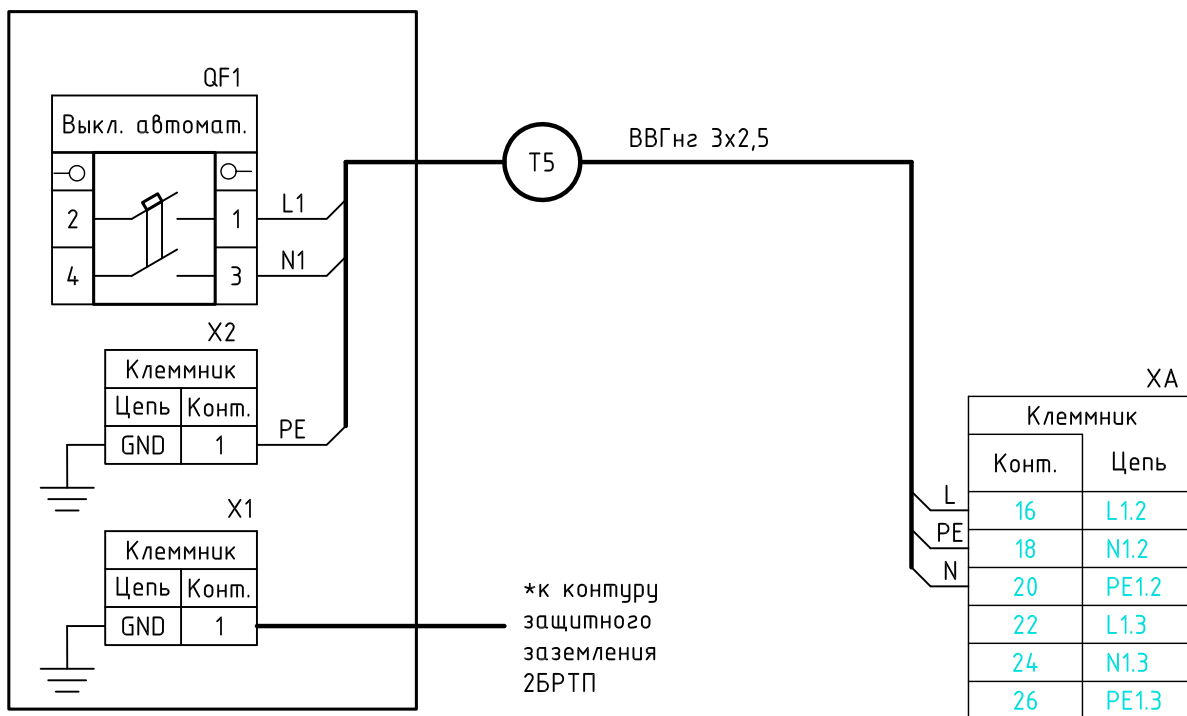 QF1
Выкл. автомат.
2 1 L1
4 3 N1
X2
Клеммник
Цепь Конт.
GND 1 PE
X1
Клеммник
Цепь Конт.
GND 1
T5
ВВГнг 3х2,5
*к контуру
защитного
заземления
2БРТП
XA
Клеммник
Конт. Цепь
L 16 L1.2
PE 18 N1.2
N 20 PE1.2
22 L1.3
24 N1.3
26 PE1.3